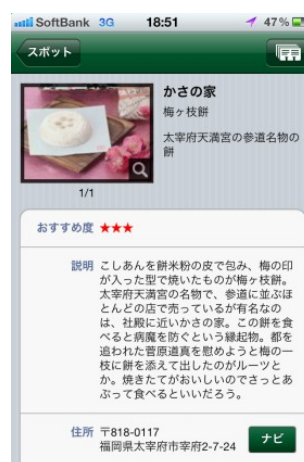 SoftBank 3G 18:51 47%
スポット
かさの家
梅ヶ枝餅
太宰府天満宮の参道名物の
餅
1/1
おすすめ度 ★★★
説明 こしあんを餅米粉の皮で包み、梅の印
が入った型で焼いたものが梅ヶ枝餅。
太宰府天満宮の名物で、参道に並ぶほ
とんどの店で売っているが有名なの
は、社殿に近いかさの家。この餅を食
べると病魔を防ぐという縁起物。都を
追われた菅原道真を慰めようと梅の一
枝に餅を添えて出したのがルーツと
か。焼きたてがおいしいのでさっとあ
ぶって食べるといいだろう。
住所 〒818-0117
福岡県太宰府市宰府2-7-24
ナビ